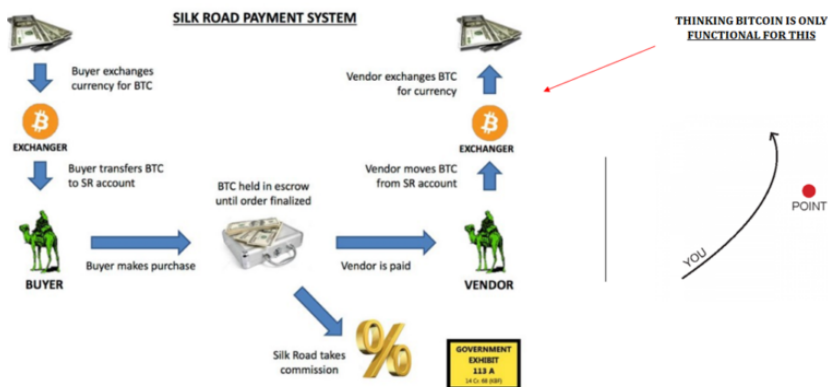 SILK ROAD PAYMENT SYSTEM
THINKING BITCOIN IS ONLY
FUNCTIONAL FOR THIS
Buyer exchanges
currency for BTC
Vendor exchanges BTC
for currency
EXCHANGER
EXCHANGER
Buyer transfers BTC
to SR account
Vendor moves BTC
from SR account
BTC held in escrow
until order finalized
BUYER
Buyer makes purchase
Vendor is paid
VENDOR
Silk Road takes
commission
%
GOVERNMENT
EXHIBIT
113 A
14 Cr. 68 (KBF)
POINT
YOU